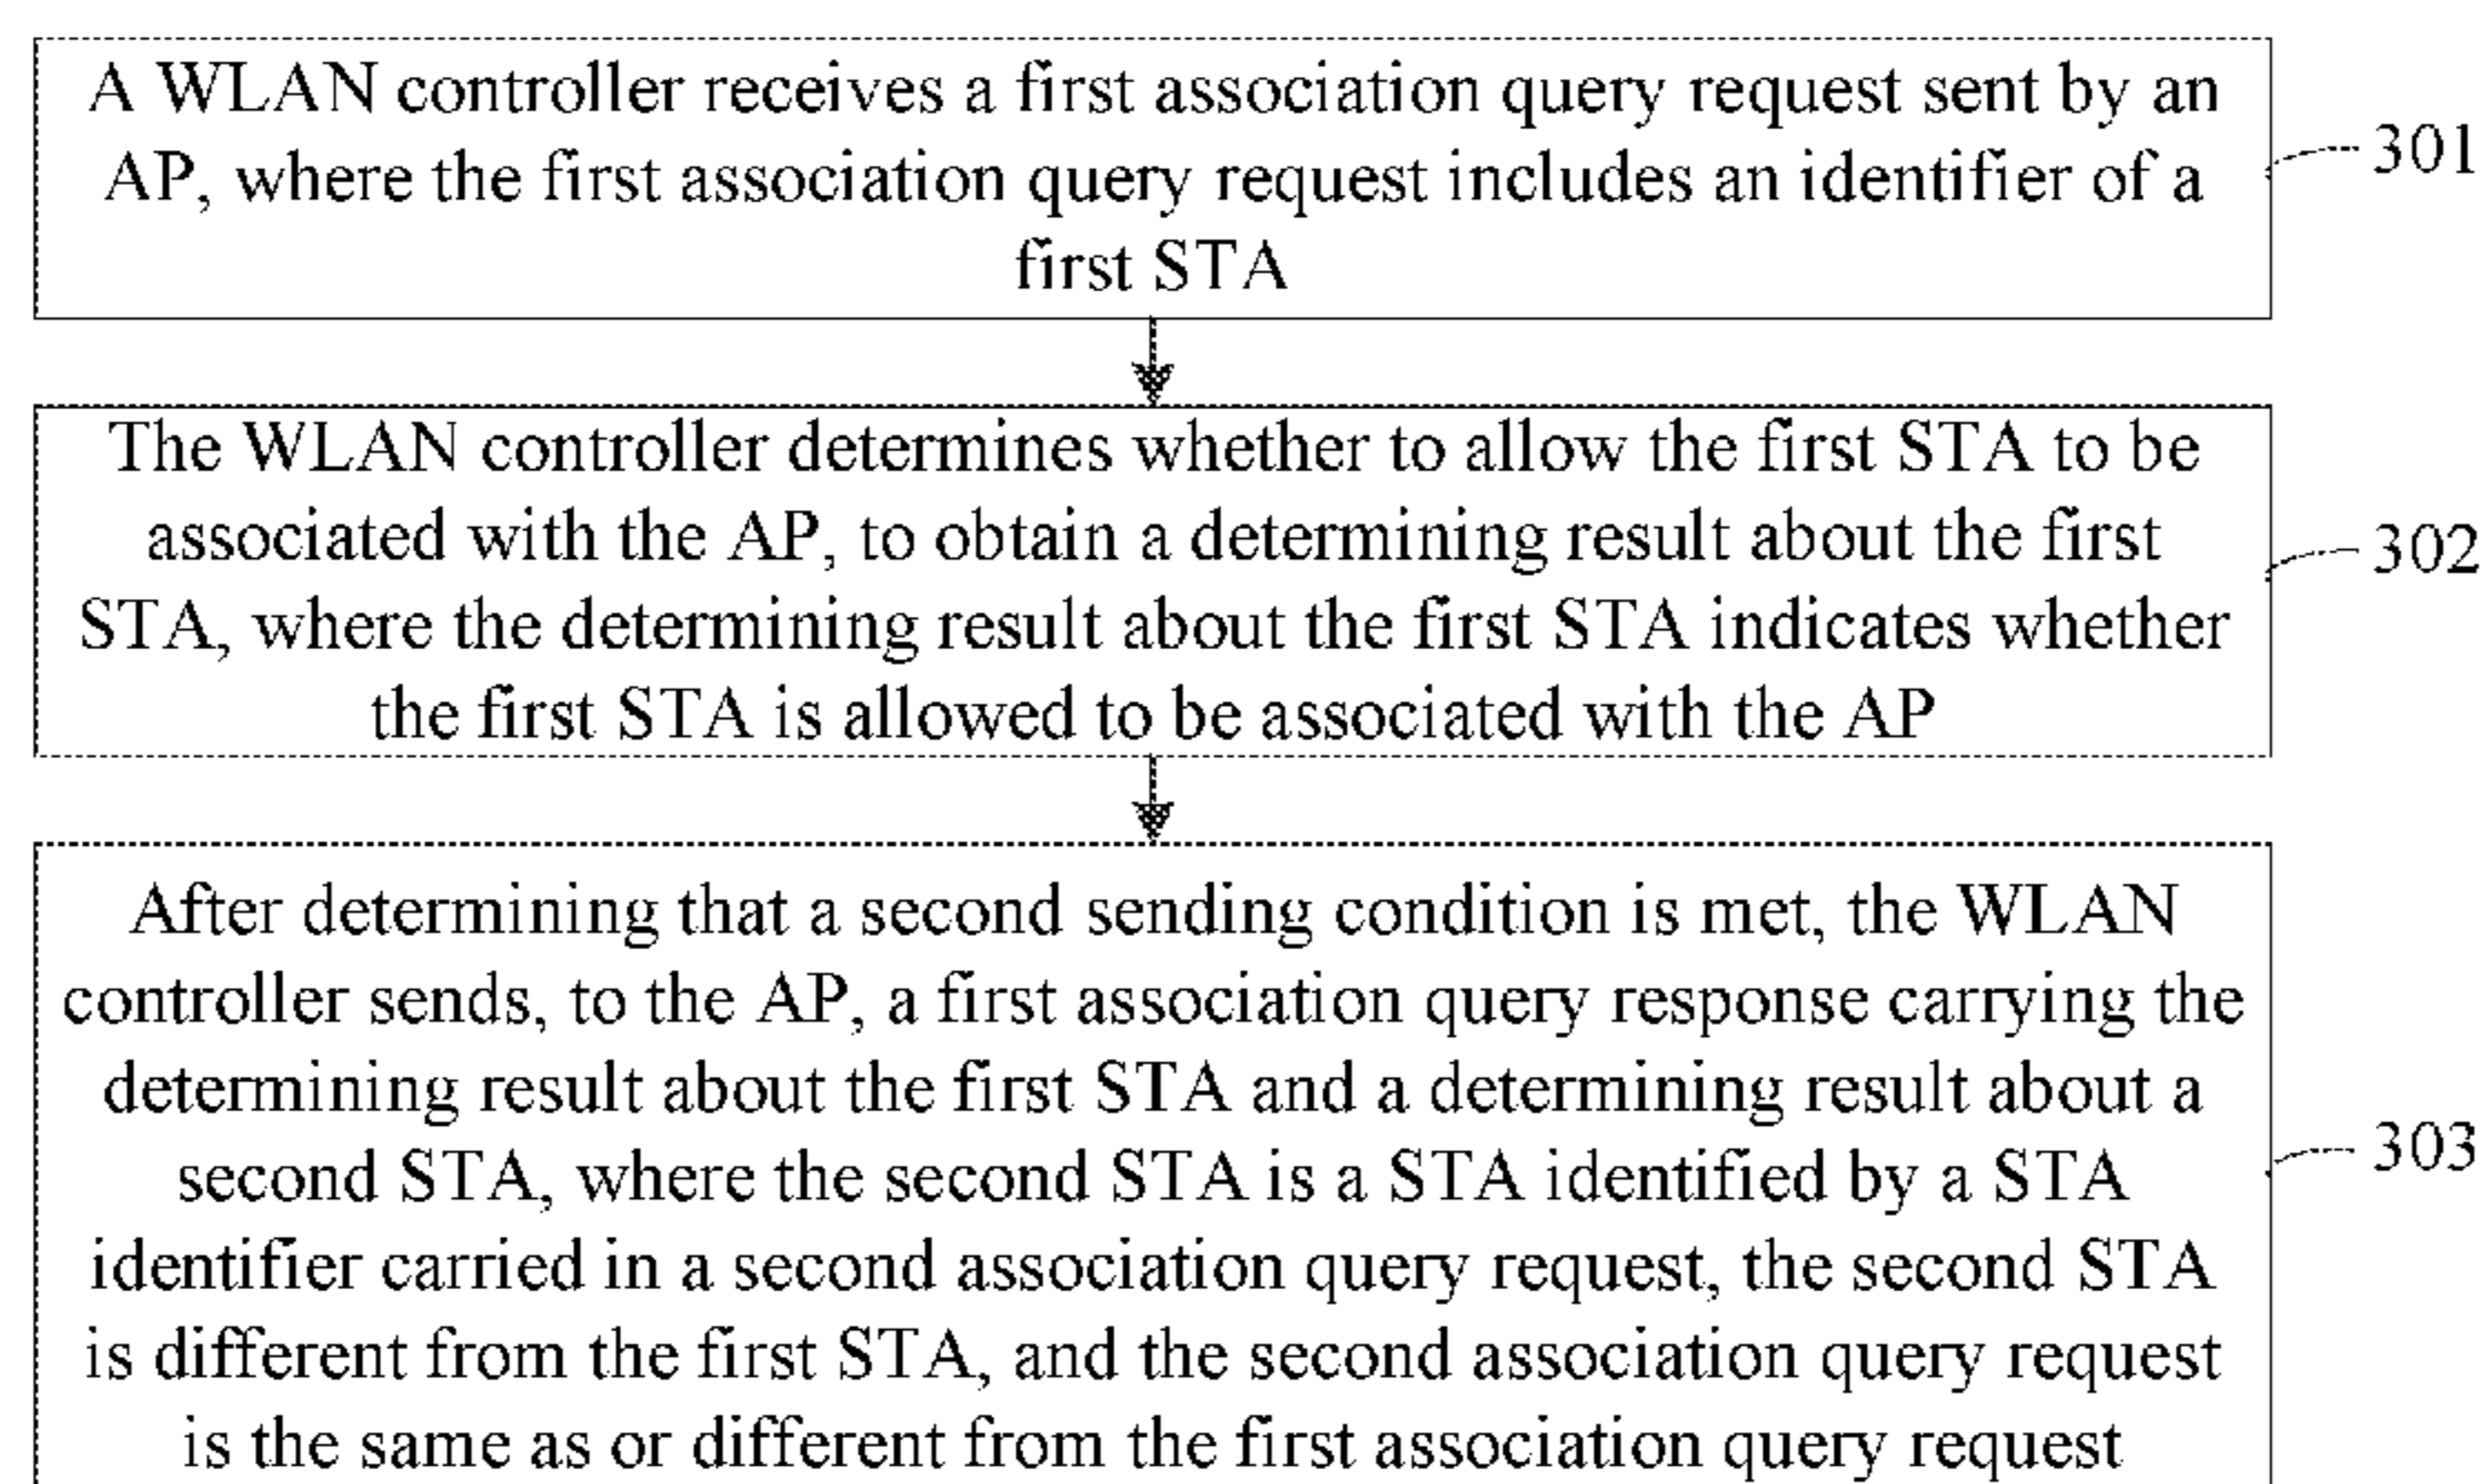 A WLAN controller receives a first association query request sent by an
AP, where the first association query request includes an identifier of a
first STA
301
The WLAN controller determines whether to allow the first STA to be
associated with the AP, to obtain a determining result about the first
STA, where the determining result about the first STA indicates whether
the first STA is allowed to be associated with the AP
302
After determining that a second sending condition is met, the WLAN
controller sends, to the AP, a first association query response carrying the
determining result about the first STA and a determining result about a
second STA, where the second STA is a STA identified by a STA
identifier carried in a second association query request, the second STA
is different from the first STA, and the second association query request
is the same as or different from the first association query request
303